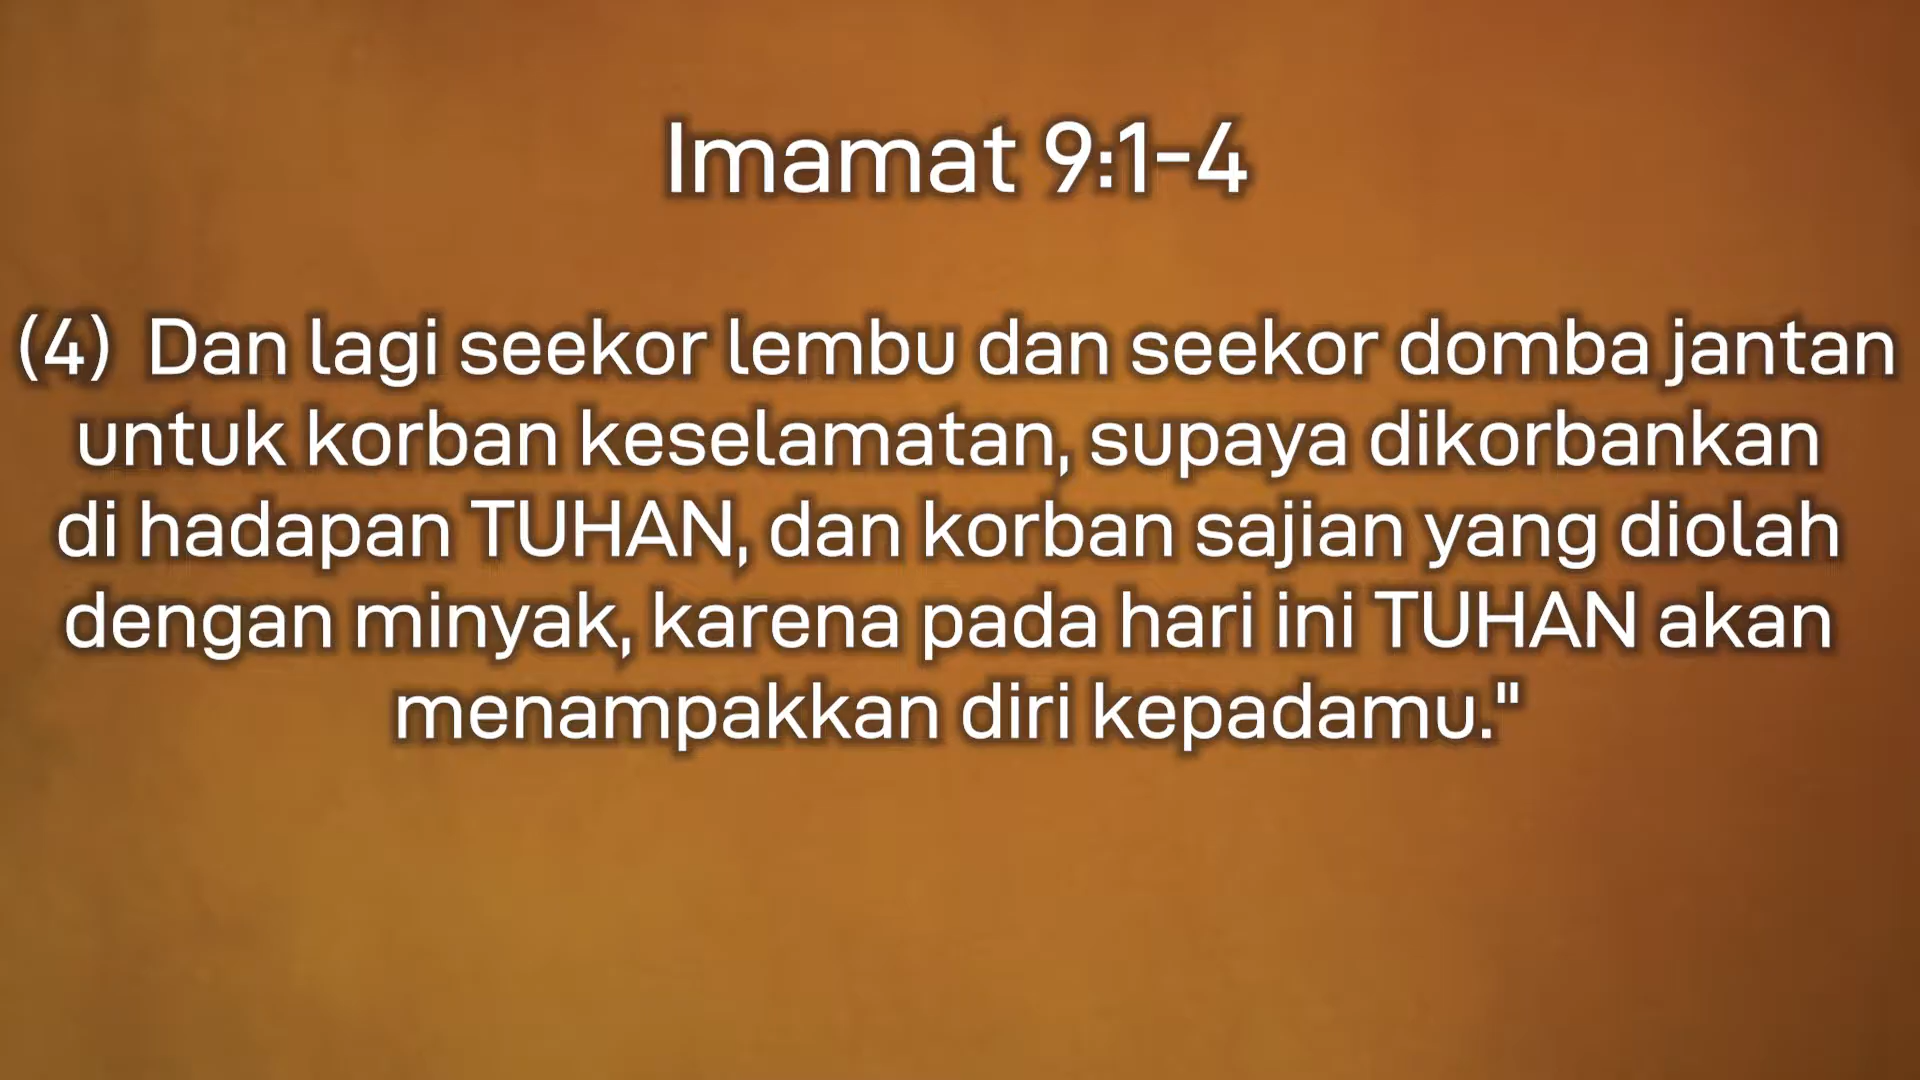 Imamat 9:1-4
(4)  Dan lagi seekor lembu dan seekor domba jantan
untuk korban keselamatan, supaya dikorbankan
di hadapan TUHAN, dan korban sajian yang diolah
dengan minyak, karena pada hari ini TUHAN akan
menampakkan diri kepadamu."